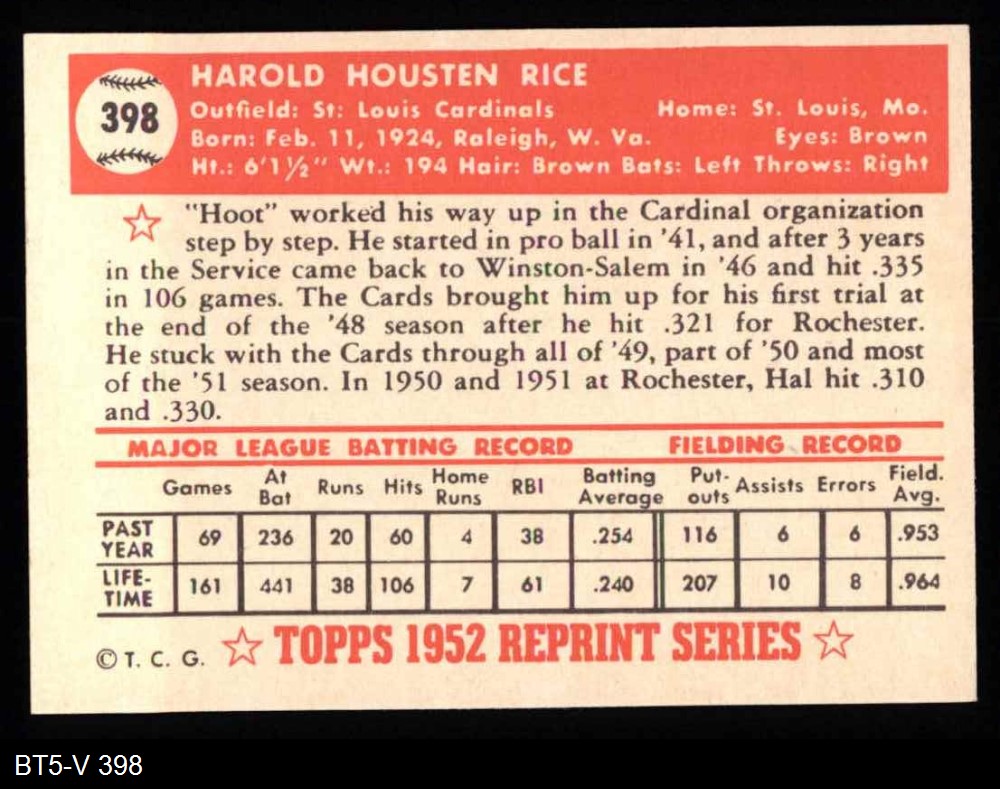 398
HAROLD HOUSTEN RICE
Outfield: St: Louis Cardinals Home: St. Louis, Mo.
Born: Feb. 11, 1924, Raleigh, W. Va. Eyes: Brown
Ht.: 6'1½" Wt.: 194 Hair: Brown Bats: Left Throws: Right
"Hoot" worked his way up in the Cardinal organization
step by step. He started in pro ball in '41, and after 3 years
in the Service came back to Winston-Salem in '46 and hit .335
in 106 games. The Cards brought him up for his first trial at
the end of the '48 season after he hit .321 for Rochester.
He stuck with the Cards through all of '49, part of '50 and most
of the '51 season. In 1950 and 1951 at Rochester, Hal hit .310
and .330.
MAJOR LEAGUE BATTING RECORD FIELDING RECORD
Games At Bat Runs Hits Home Runs RBI Batting Average Put-outs Assists Errors Field. Avg.
PAST YEAR 69 236 20 60 4 38 .254 116 6 6 .953
LIFE-TIME 161 441 38 106 7 61 .240 207 10 8 .964
© T. C. G. ☆ TOPPS 1952 REPRINT SERIES ☆
BT5-V 398